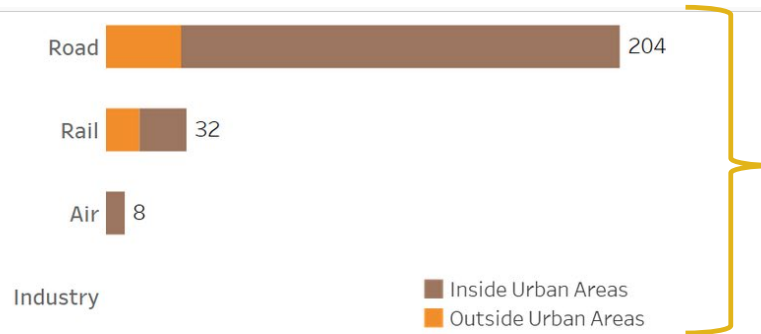 Road 204
Rail 32
Air 8
Industry
Inside Urban Areas
Outside Urban Areas